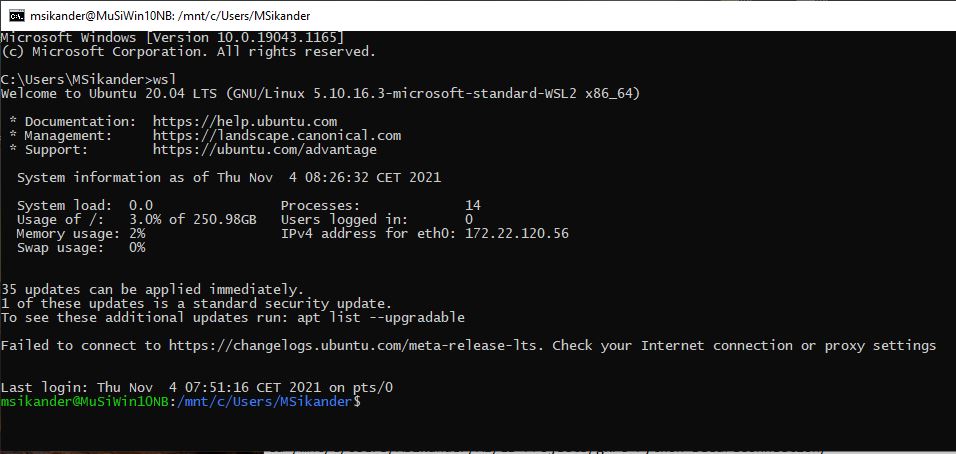 msikander@MuSiWin10NB: /mnt/c/Users/MSikander
Microsoft Windows [Version 10.0.19043.1165]
(c) Microsoft Corporation. All rights reserved.
C:\Users\MSikander>wsl
Welcome to Ubuntu 20.04 LTS (GNU/Linux 5.10.16.3-microsoft-standard-WSL2 x86_64)
* Documentation:  https://help.ubuntu.com
* Management:     https://landscape.canonical.com
* Support:        https://ubuntu.com/advantage
System information as of Thu Nov  4 08:26:32 CET 2021
System load:  0.0                Processes:             14
Usage of /:   3.0% of 250.98GB   Users logged in:       0
Memory usage: 2%                 IPv4 address for eth0: 172.22.120.56
Swap usage:   0%
35 updates can be applied immediately.
1 of these updates is a standard security update.
To see these additional updates run: apt list --upgradable
Failed to connect to https://changelogs.ubuntu.com/meta-release-lts. Check your Internet connection or proxy settings
Last login: Thu Nov  4 07:51:16 CET 2021 on pts/0
msikander@MuSiWin10NB:/mnt/c/Users/MSikander$